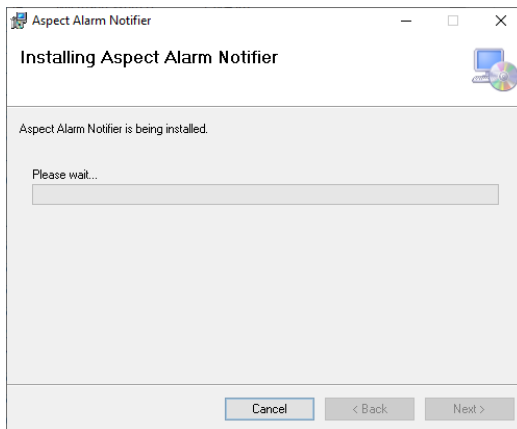 Aspect Alarm Notifier
Installing Aspect Alarm Notifier
Aspect Alarm Notifier is being installed.
Please wait...
Cancel
< Back
Next >